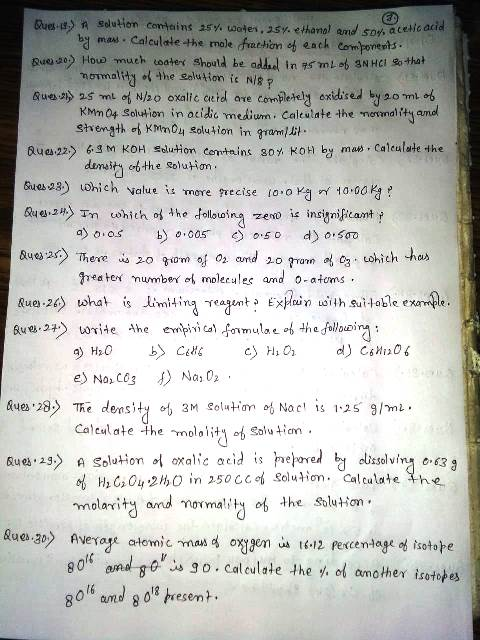 (3)
Ques.19.) A solution contains 25% water, 25% ethanol and 50% acetic acid
by mass. Calculate the mole fraction of each components.
Ques.20.) How much water should be added in 75 mL of 3N HCl so that
normality of the solution is N/8?
Ques.21.) 25 mL of N/20 oxalic acid are completely oxidised by 20 mL of
KMnO4 solution in acidic medium. Calculate the normality and
strength of KMnO4 solution in gram/lit.
Ques.22.) 6.9 M KOH solution contains 30% KOH by mass. Calculate the
density of the solution.
Ques.23.) Which value is more precise 10.0 Kg or 10.00 Kg?
Ques.24.) In which of the following zero is insignificant?
a) 0.05 b) 0.005 c) 0.50 d) 0.500
Ques.25.) There is 20 gram of O2 and 20 gram of O3. Which has
greater number of molecules and O-atoms.
Ques.26.) What is limiting reagent? Explain with suitable example.
Ques.27.) Write the empirical formulae of the following:
a) H2O b) C6H6 c) H2O2 d) C6H12O6
e) Na2CO3 f) Na2O2.
Ques.28.) The density of 3M solution of NaCl is 1.25 g/mL.
Calculate the molality of solution.
Ques.29.) A solution of oxalic acid is prepared by dissolving 0.63 g
of H2C2O4.2H2O in 250 CC of solution. Calculate the
molarity and normality of the solution.
Ques.30.) Average atomic mass of oxygen is 16.12 percentage of isotope
8O16 is 90. Calculate the % of another isotopes
8O16 and 8O18 present.